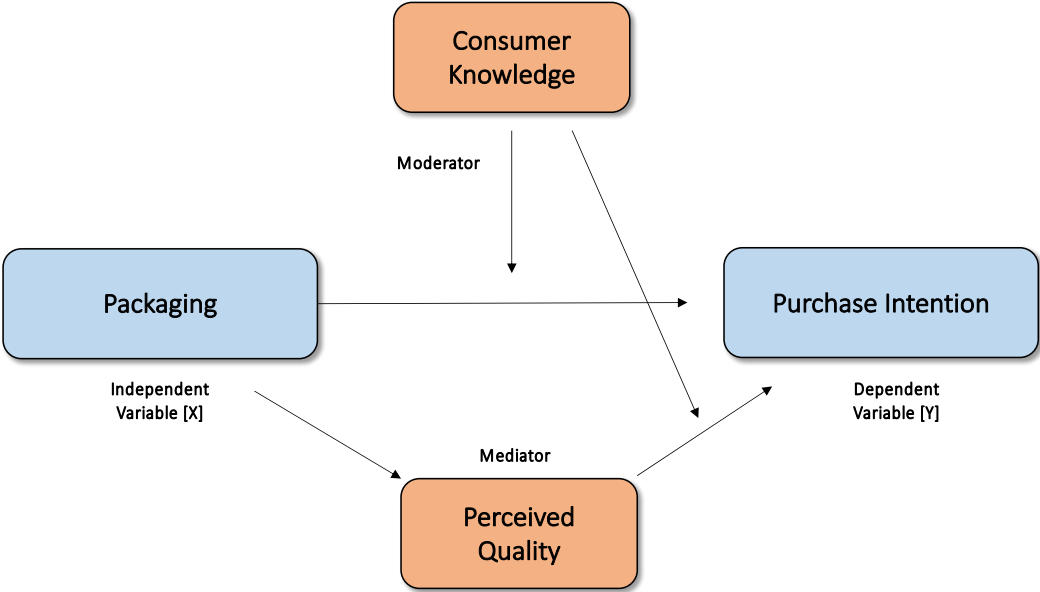 Consumer
Knowledge
Moderator
Packaging
Purchase Intention
Independent
Variable [X]
Dependent
Variable [Y]
Mediator
Perceived
Quality